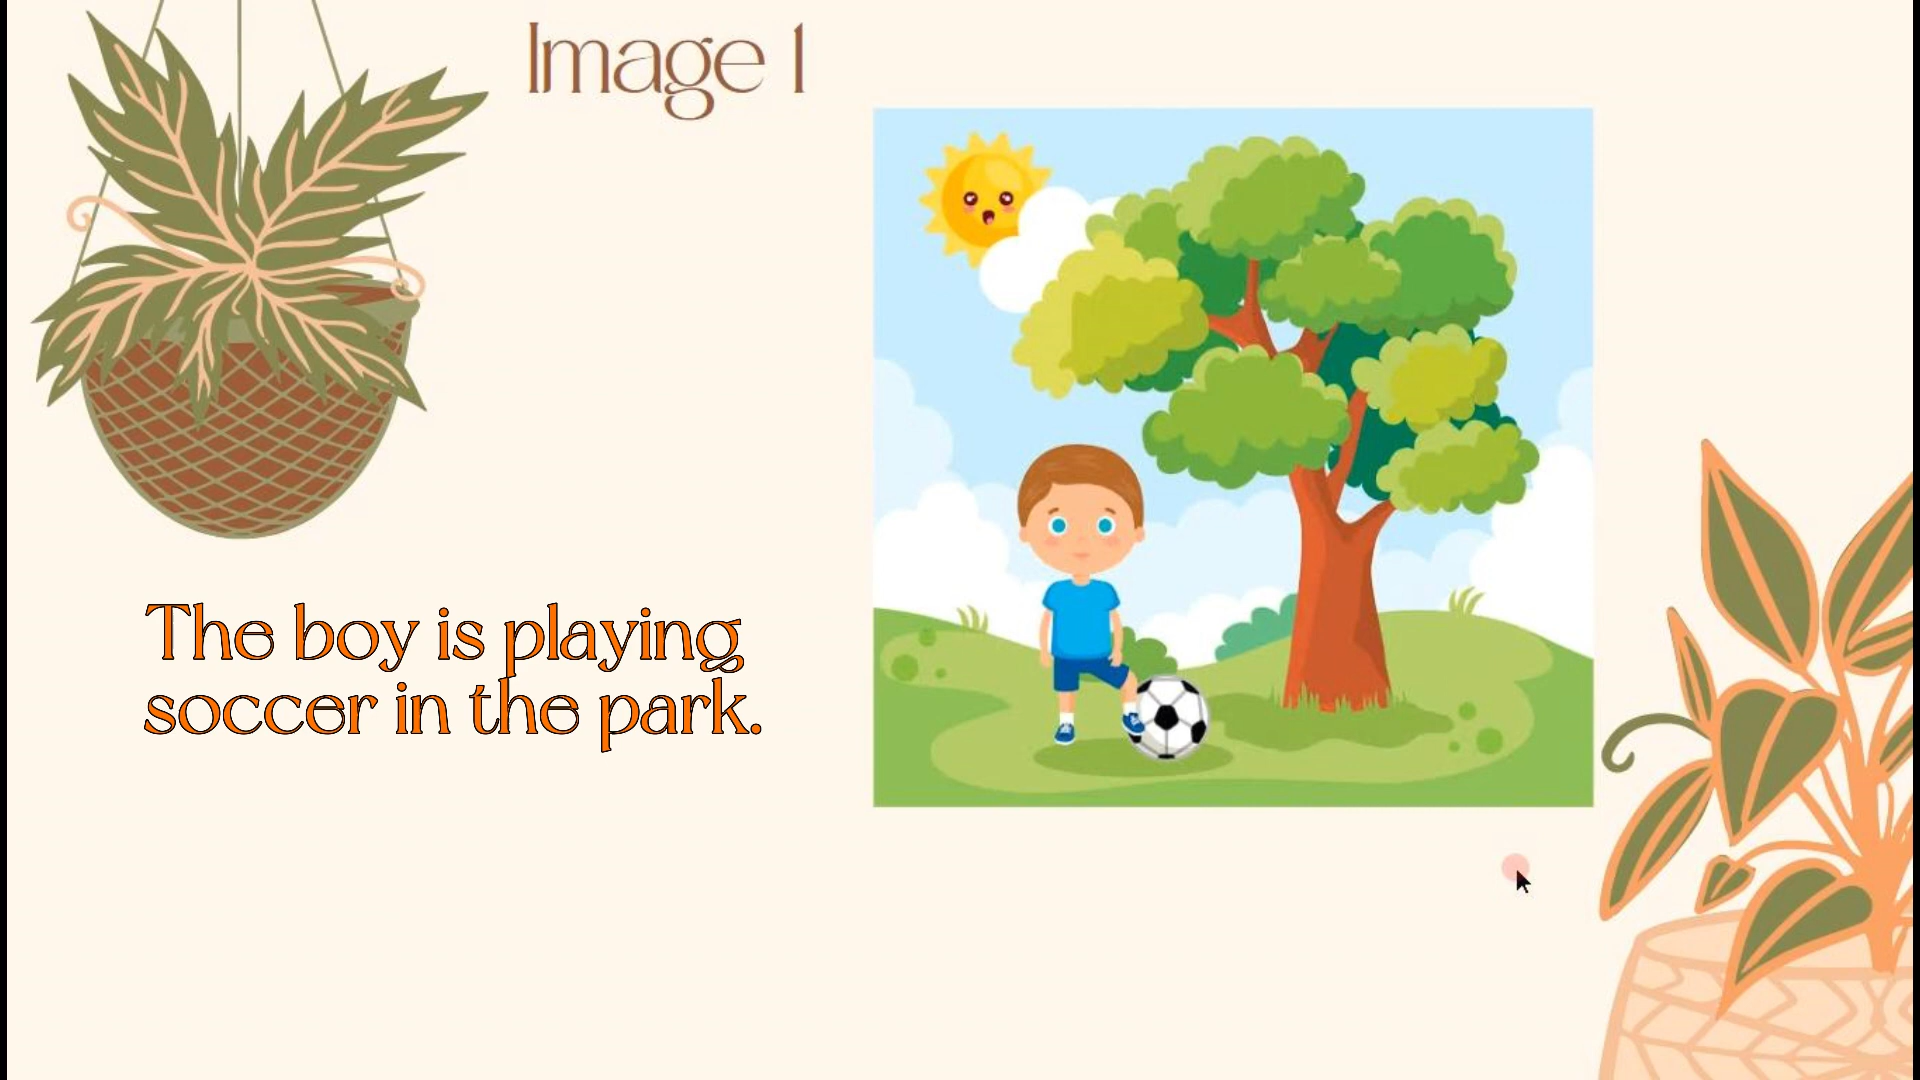 Image 1
The boy is playing
soccer in the park.